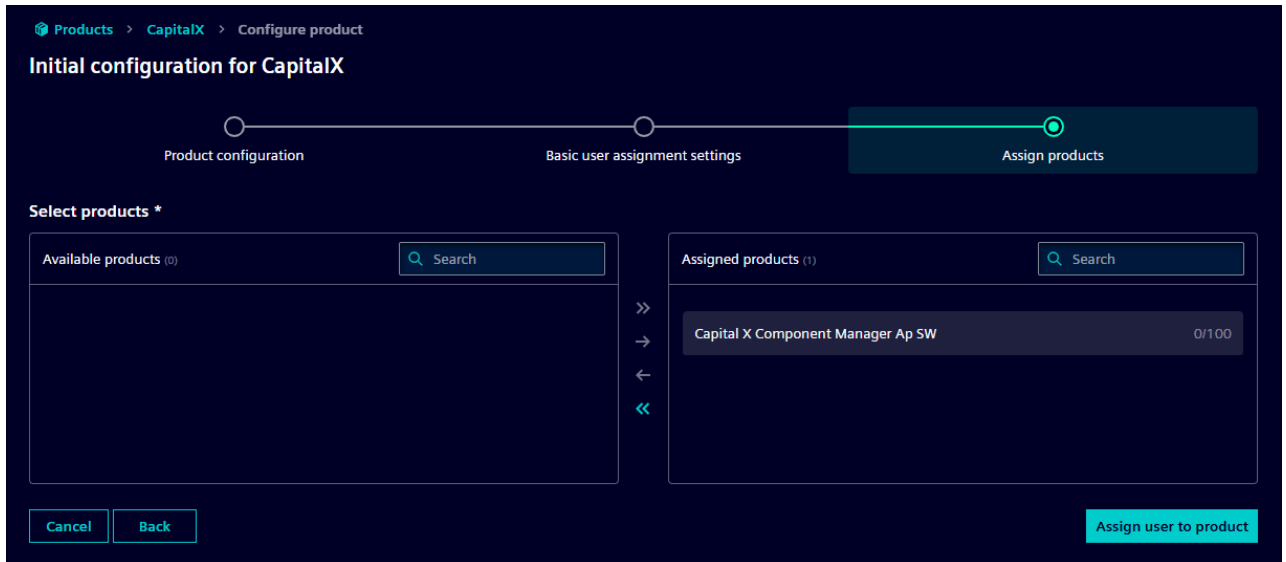 Products > CapitalX > Configure product
Initial configuration for CapitalX
Product configuration Basic user assignment settings Assign products
Select products *
Available products (0) Search Assigned products (1) Search
Capital X Component Manager Ap SW 0/100
Cancel Back Assign user to product